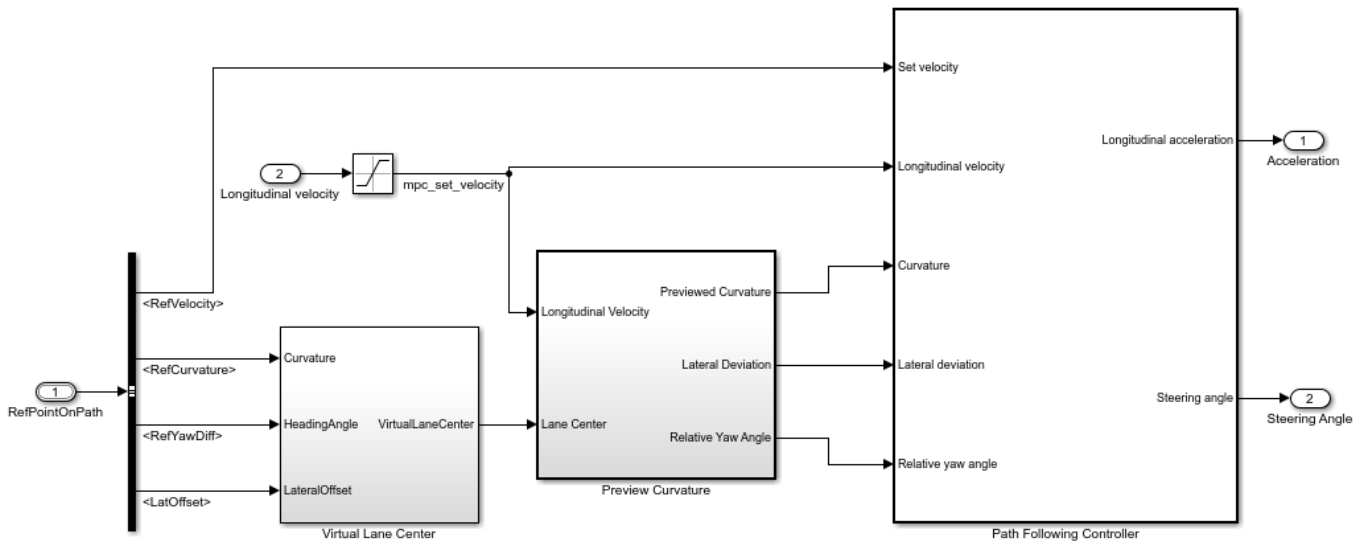 Set velocity
Longitudinal acceleration
1
Acceleration
2
Longitudinal velocity
mpc_set_velocity
Longitudinal velocity
Curvature
<RefVelocity>
Previewed Curvature
Longitudinal Velocity
Curvature
<RefCurvature>
Lateral Deviation
Lateral deviation
1
RefPointOnPath
Steering angle
2
Steering Angle
HeadingAngle
VirtualLaneCenter
Lane Center
<RefYawDiff>
Relative Yaw Angle
Relative yaw angle
LateralOffset
Preview Curvature
<LatOffset>
Virtual Lane Center
Path Following Controller